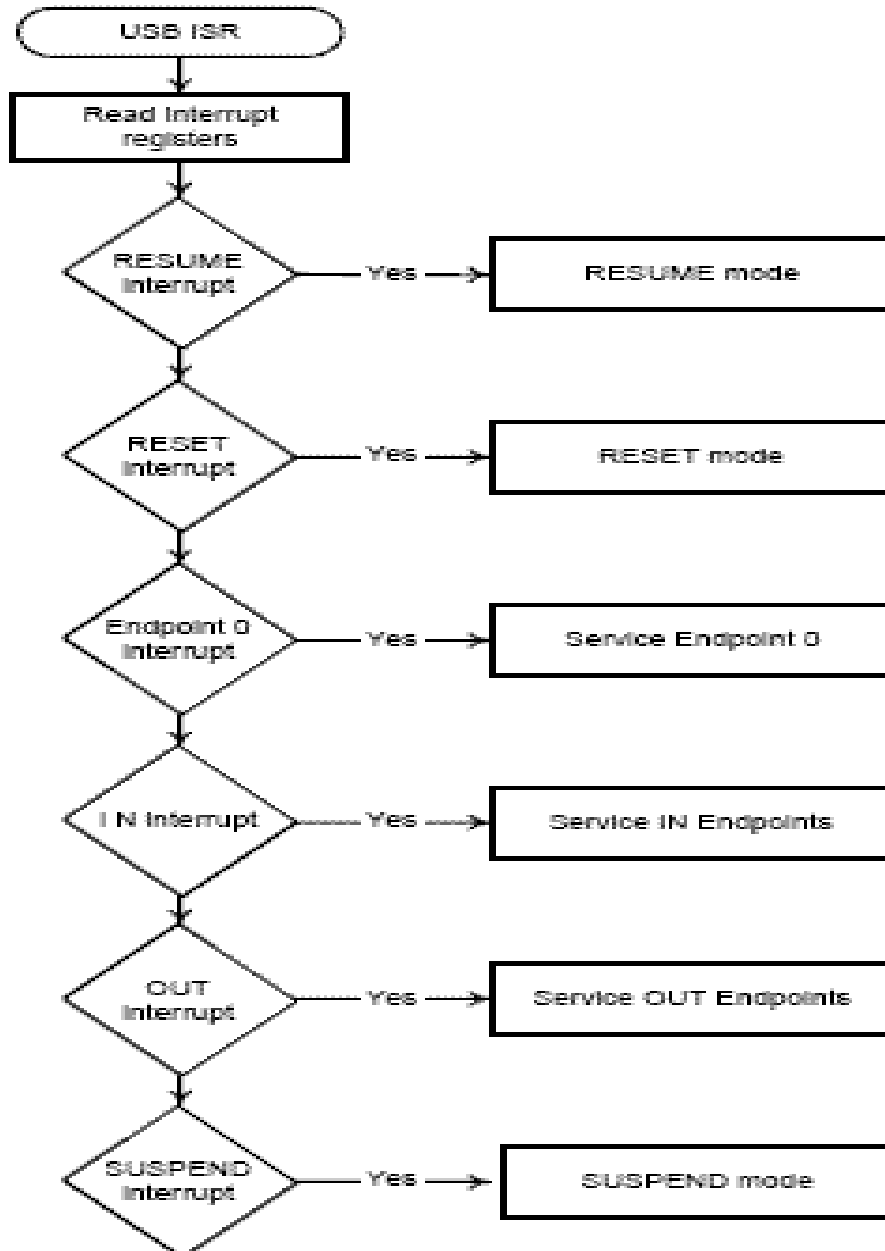 USB ISR
Read Interrupt
registers
RESUME
Interrupt
Yes
RESUME mode
RESET
Interrupt
Yes
RESET mode
Endpoint 0
Interrupt
Yes
Service Endpoint 0
IN Interrupt
Yes
Service IN Endpoints
OUT
Interrupt
Yes
Service OUT Endpoints
SUSPEND
Interrupt
Yes
SUSPEND mode